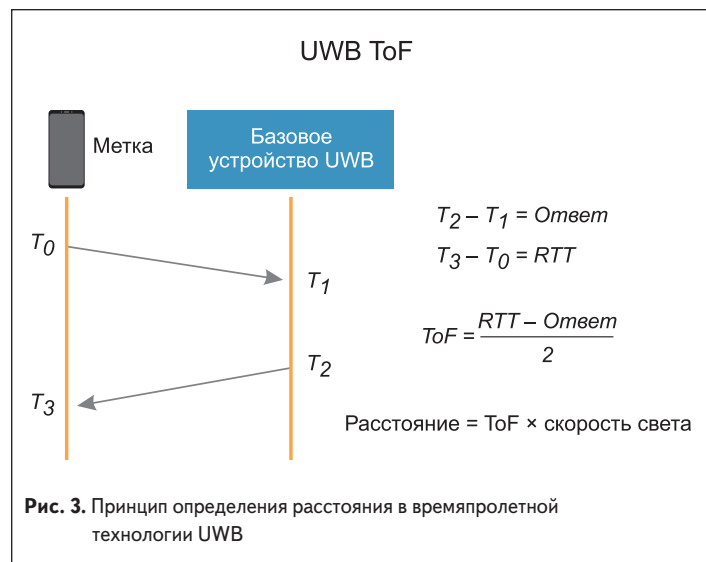 UWB ToF
Метка
Базовое
устройство UWB
T0
T1
T2
T3
T2 – T1 = Ответ
T3 – T0 = RTT
ToF = RTT – Ответ
2
Расстояние = ToF × скорость света
Рис. 3. Принцип определения расстояния в времяпролетной
технологии UWB